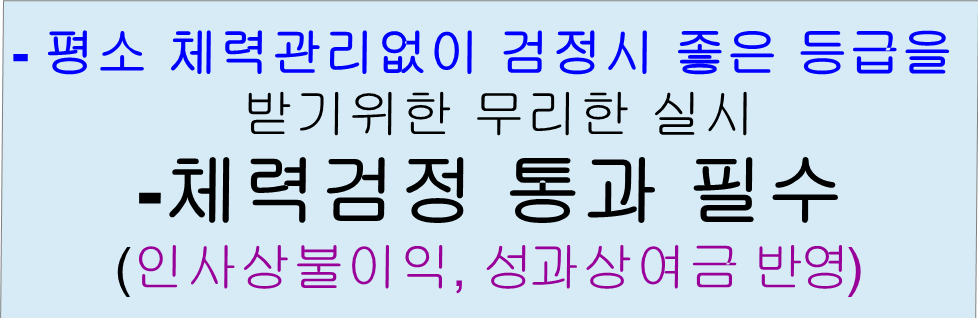 - 평소 체력관리없이 검정시 좋은 등급을
받기위한 무리한 실시
-체력검정 통과 필수
(인사상불이익, 성과상여금 반영)